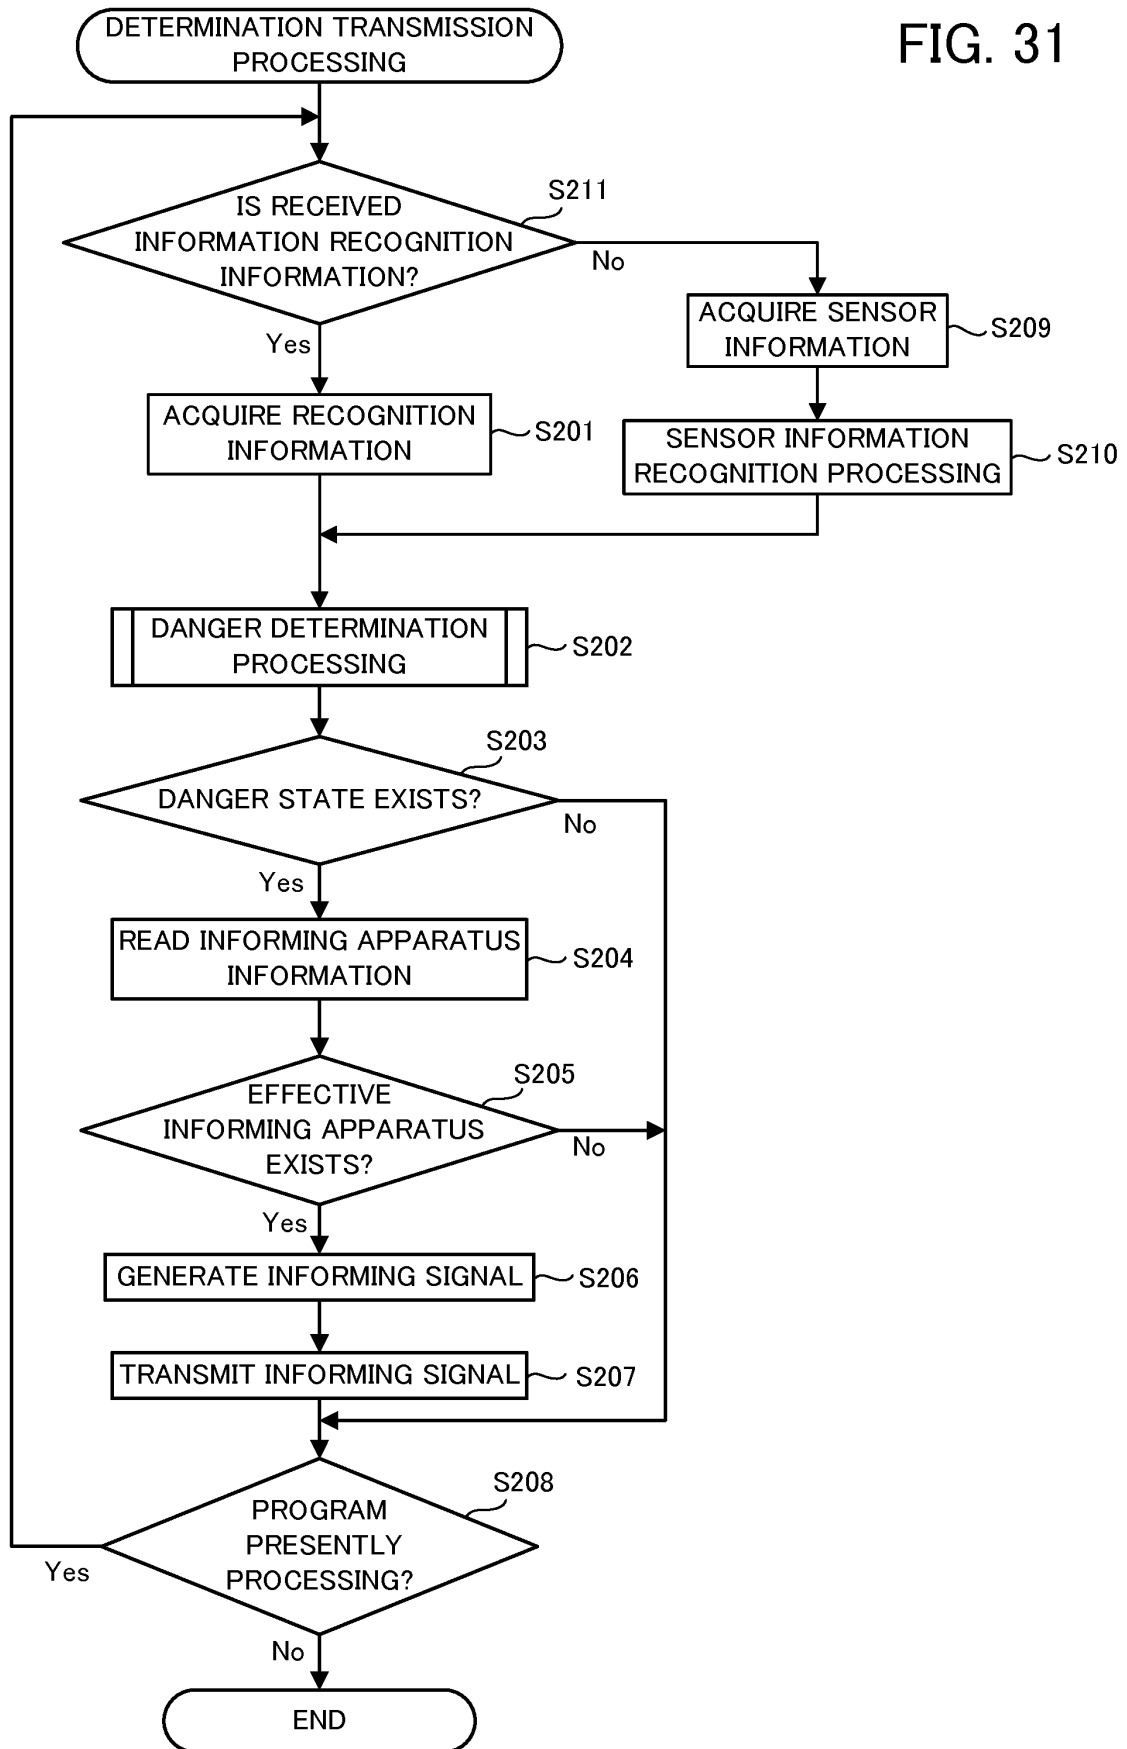 DETERMINATION TRANSMISSION
PROCESSING
FIG. 31
IS RECEIVED
INFORMATION RECOGNITION
INFORMATION?
S211
No
Yes
ACQUIRE SENSOR
INFORMATION
S209
ACQUIRE RECOGNITION
INFORMATION
S201
SENSOR INFORMATION
RECOGNITION PROCESSING
S210
DANGER DETERMINATION
PROCESSING
S202
S203
DANGER STATE EXISTS?
No
Yes
READ INFORMING APPARATUS
INFORMATION
S204
S205
EFFECTIVE
INFORMING APPARATUS
EXISTS?
No
Yes
GENERATE INFORMING SIGNAL
S206
TRANSMIT INFORMING SIGNAL
S207
S208
PROGRAM
PRESENTLY
PROCESSING?
Yes
No
END